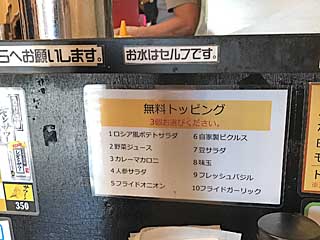 らへお願いします。
お水はセルフです。
無料トッピング
3個お選びください。
1ロシア風ポテトサラダ
2野菜ジュース
3カレーマカロニ
4人参サラダ
5フライドオニオン
6自家製ピクルス
7豆サラダ
8味玉
9フレッシュバジル
10フライドガーリック
350